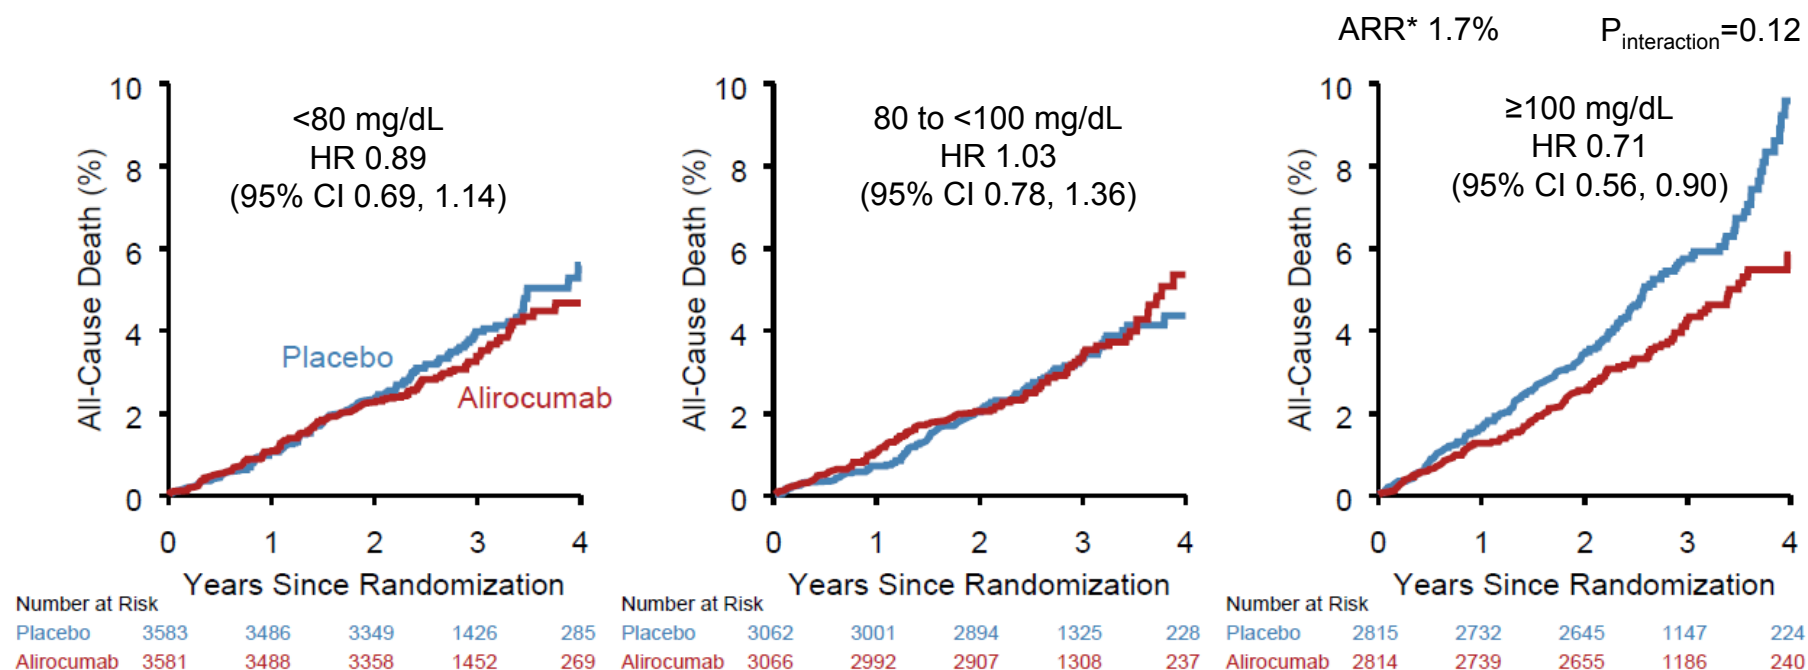 ARR* 1.7% Pinteraction=0.12
<80 mg/dL
HR 0.89
(95% CI 0.69, 1.14)
All-Cause Death (%)
10
8
6
4
2
0
Placebo
Alirocumab
0 1 2 3 4
Years Since Randomization
Number at Risk
Placebo 3583 3486 3349 1426 285
Alirocumab 3581 3488 3358 1452 269
80 to <100 mg/dL
HR 1.03
(95% CI 0.78, 1.36)
All-Cause Death (%)
10
8
6
4
2
0
0 1 2 3 4
Years Since Randomization
Number at Risk
Placebo 3062 3001 2894 1325 228
Alirocumab 3066 2992 2907 1308 237
≥100 mg/dL
HR 0.71
(95% CI 0.56, 0.90)
All-Cause Death (%)
10
8
6
4
2
0
0 1 2 3 4
Years Since Randomization
Number at Risk
Placebo 2815 2732 2645 1147 224
Alirocumab 2814 2739 2655 1186 240